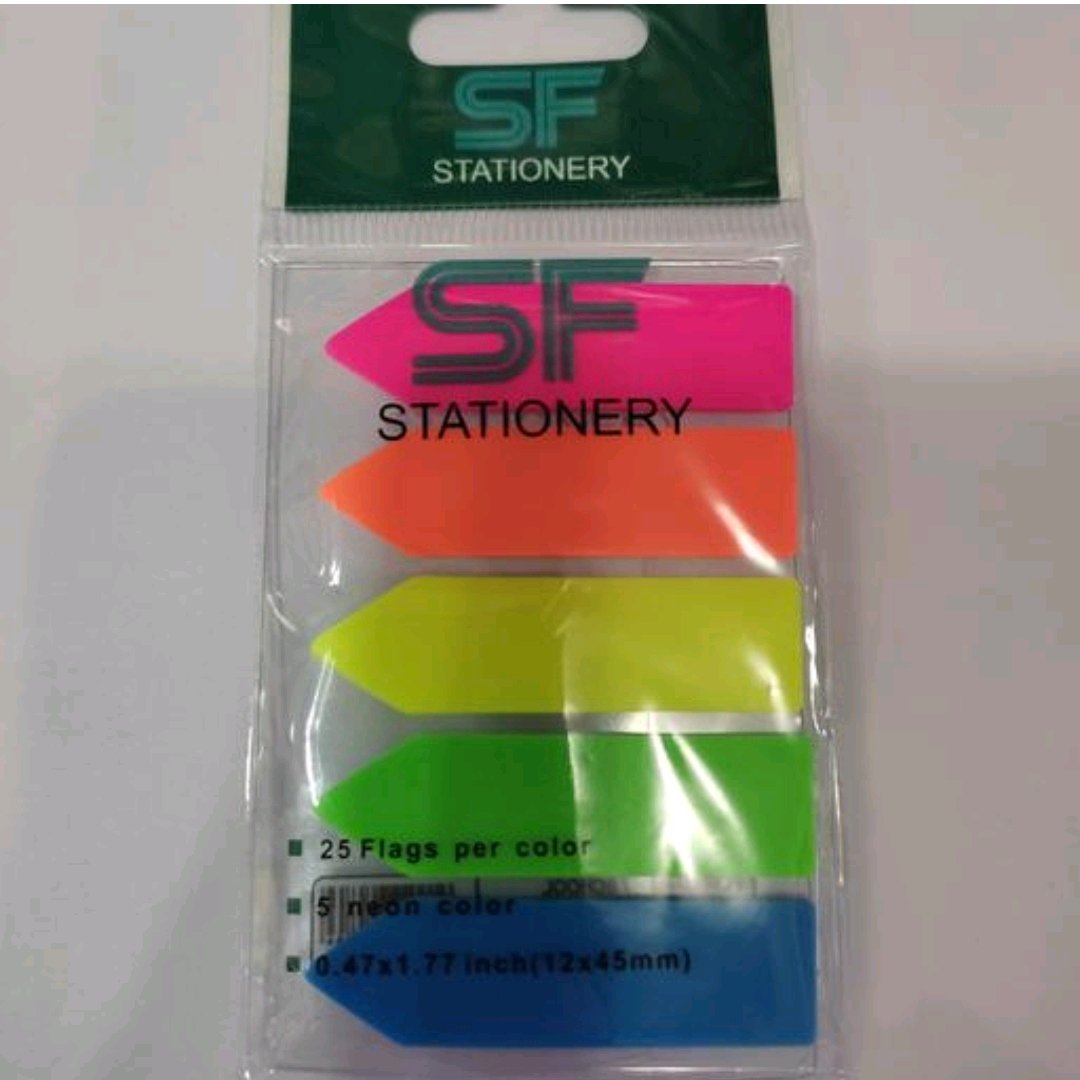 SF
STATIONERY
SF
STATIONERY
25 Flags per color
5 neon color
0.47x1.77 inch(12x45mm)